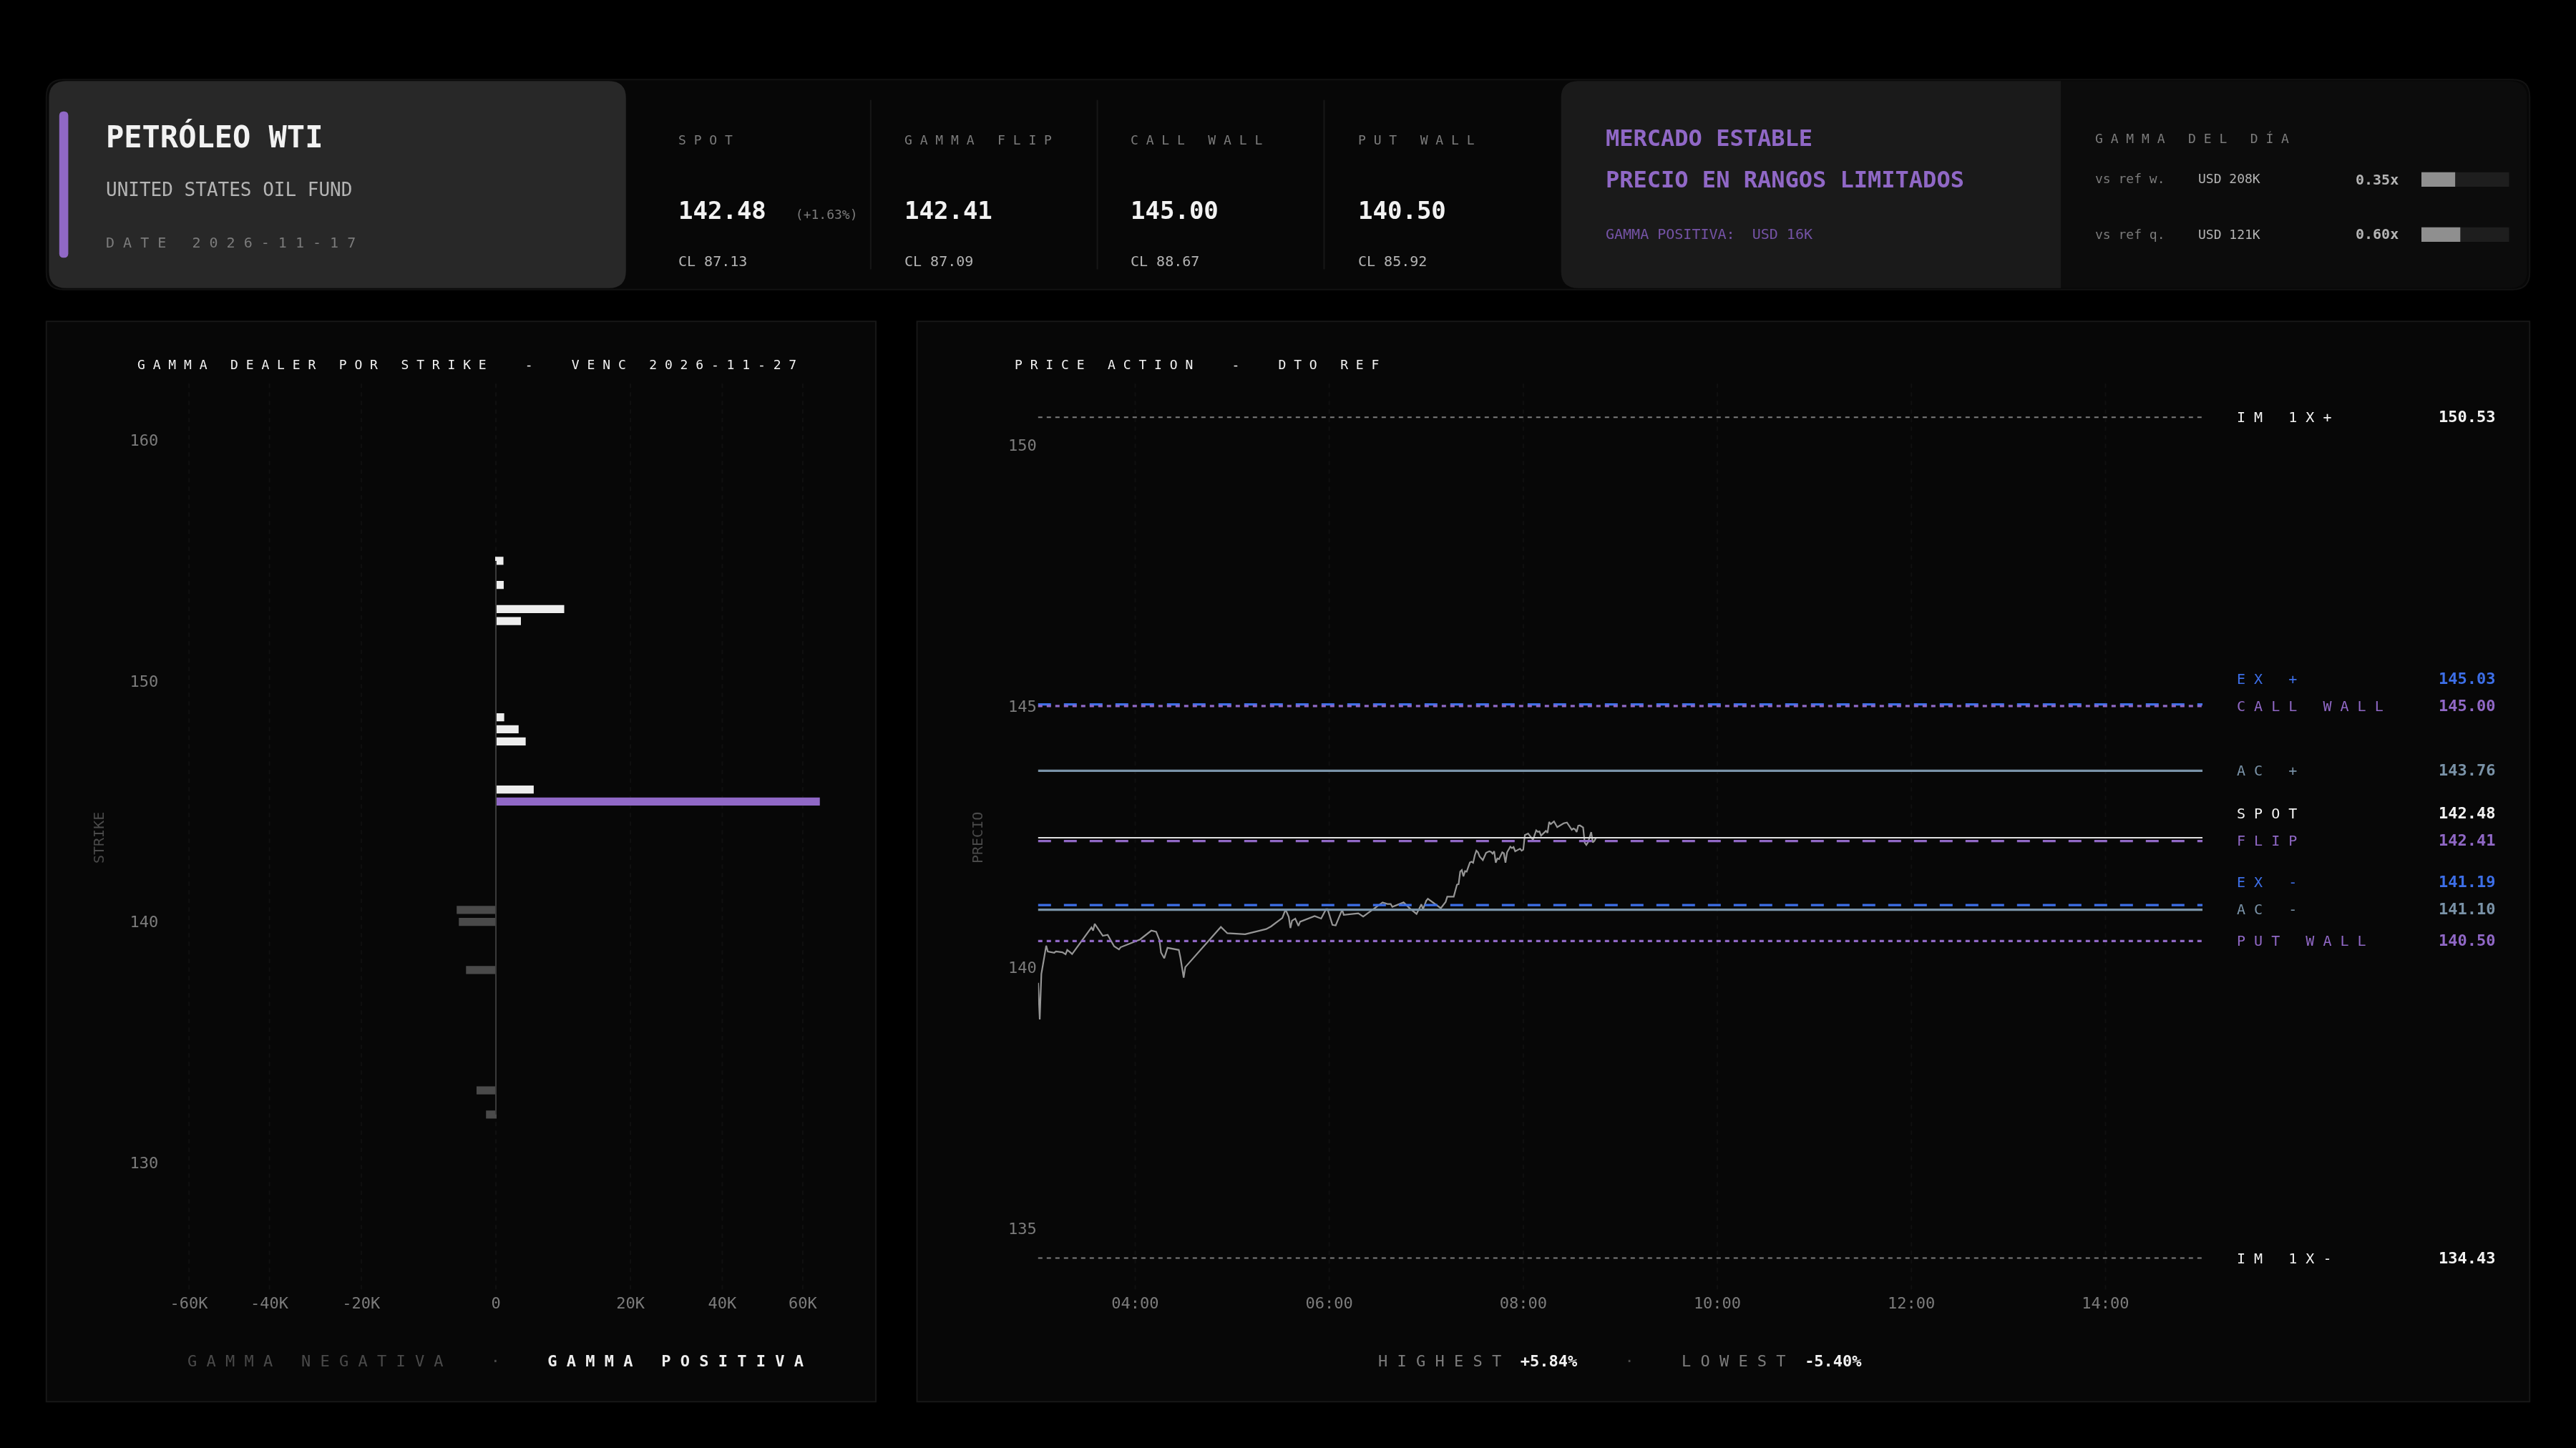 PETRÓLEO WTI
UNITED STATES OIL FUND
DATE 2026-11-17
SPOT
142.48 (+1.63%)
CL 87.13
GAMMA FLIP
142.41
CL 87.09
CALL WALL
145.00
CL 88.67
PUT WALL
140.50
CL 85.92
MERCADO ESTABLE
PRECIO EN RANGOS LIMITADOS
GAMMA POSITIVA: USD 16K
GAMMA DEL DÍA
vs ref w. USD 208K 0.35x
vs ref q. USD 121K 0.60x
GAMMA DEALER POR STRIKE - VENC 2026-11-27
160
150
140
130
STRIKE
-60K -40K -20K 0 20K 40K 60K
GAMMA NEGATIVA · GAMMA POSITIVA
PRICE ACTION - DTO REF
150
145
140
135
PRECIO
IM 1X+ 150.53
EX + 145.03
CALL WALL 145.00
AC + 143.76
SPOT 142.48
FLIP 142.41
EX - 141.19
AC - 141.10
PUT WALL 140.50
IM 1X- 134.43
04:00 06:00 08:00 10:00 12:00 14:00
HIGHEST +5.84% · LOWEST -5.40%